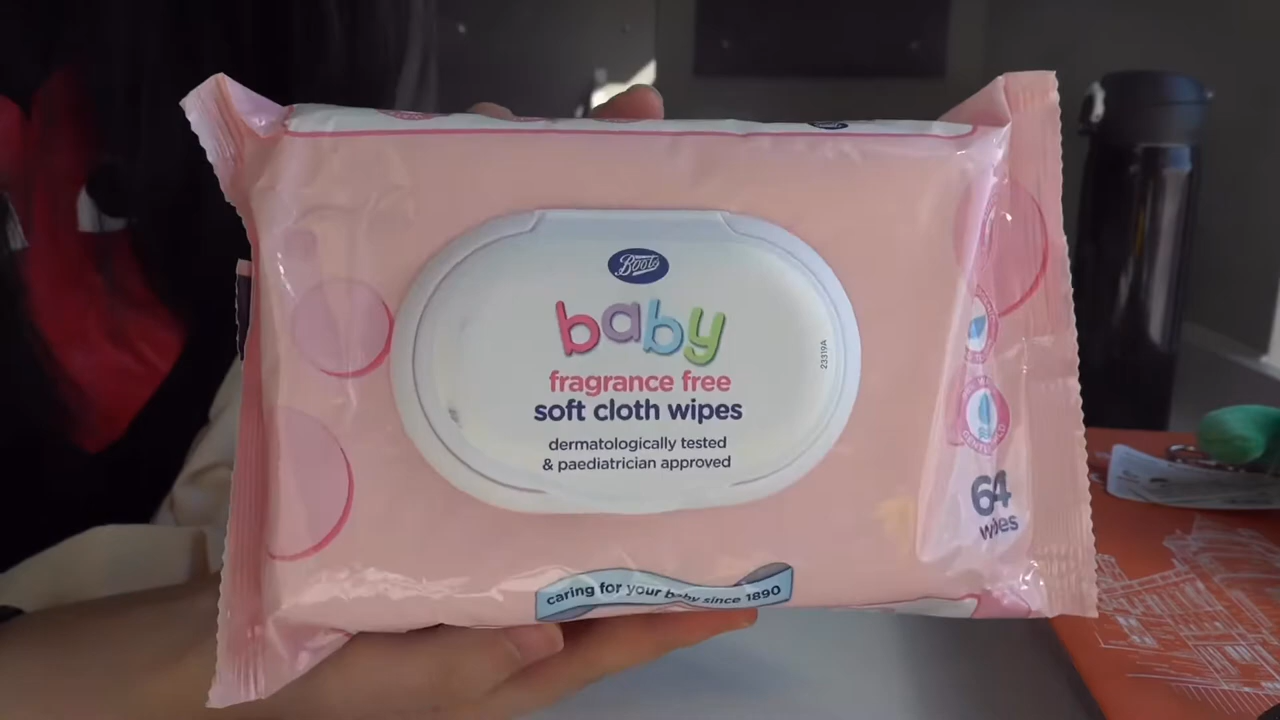 Boots
baby
fragrance free
soft cloth wipes
dermatologically tested
& paediatrician approved
23319A
64
wipes
caring for your baby since 1890